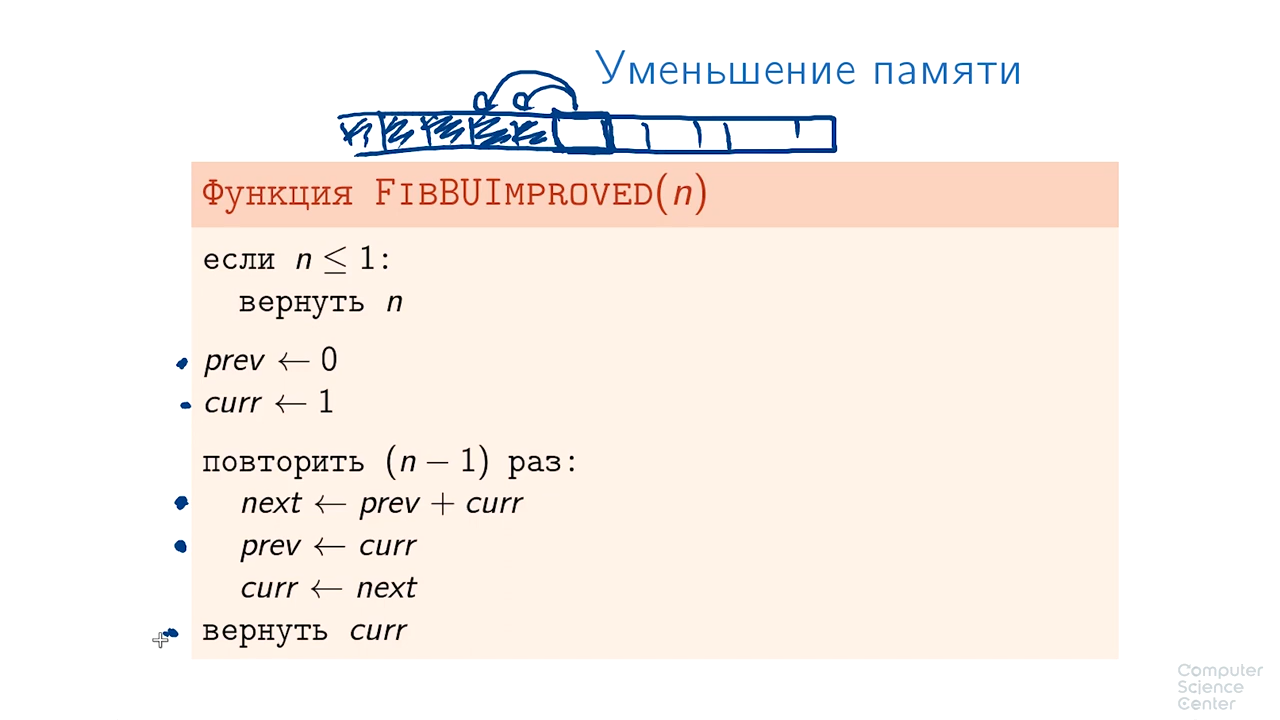 Уменьшение памяти
Функция FIBBUIMPROVED(n)
если n ≤ 1:
вернуть n
prev ← 0
curr ← 1
повторить (n − 1) раз:
next ← prev + curr
prev ← curr
curr ← next
вернуть curr
Computer
Science
Center